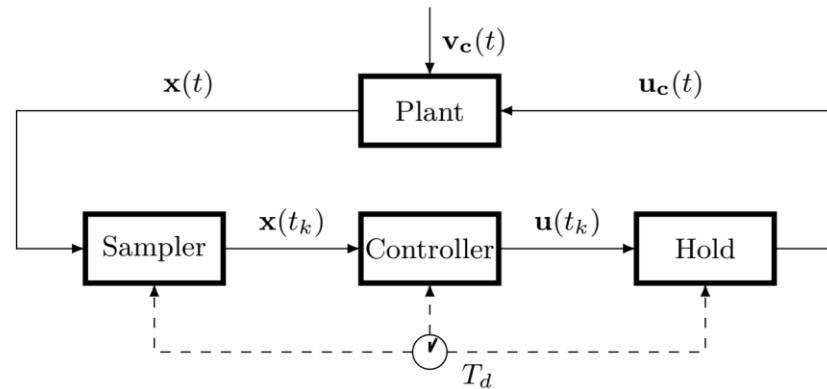 v_c(t)
x(t)
u_c(t)
Plant
x(t_k)
u(t_k)
Sampler
Controller
Hold
T_d